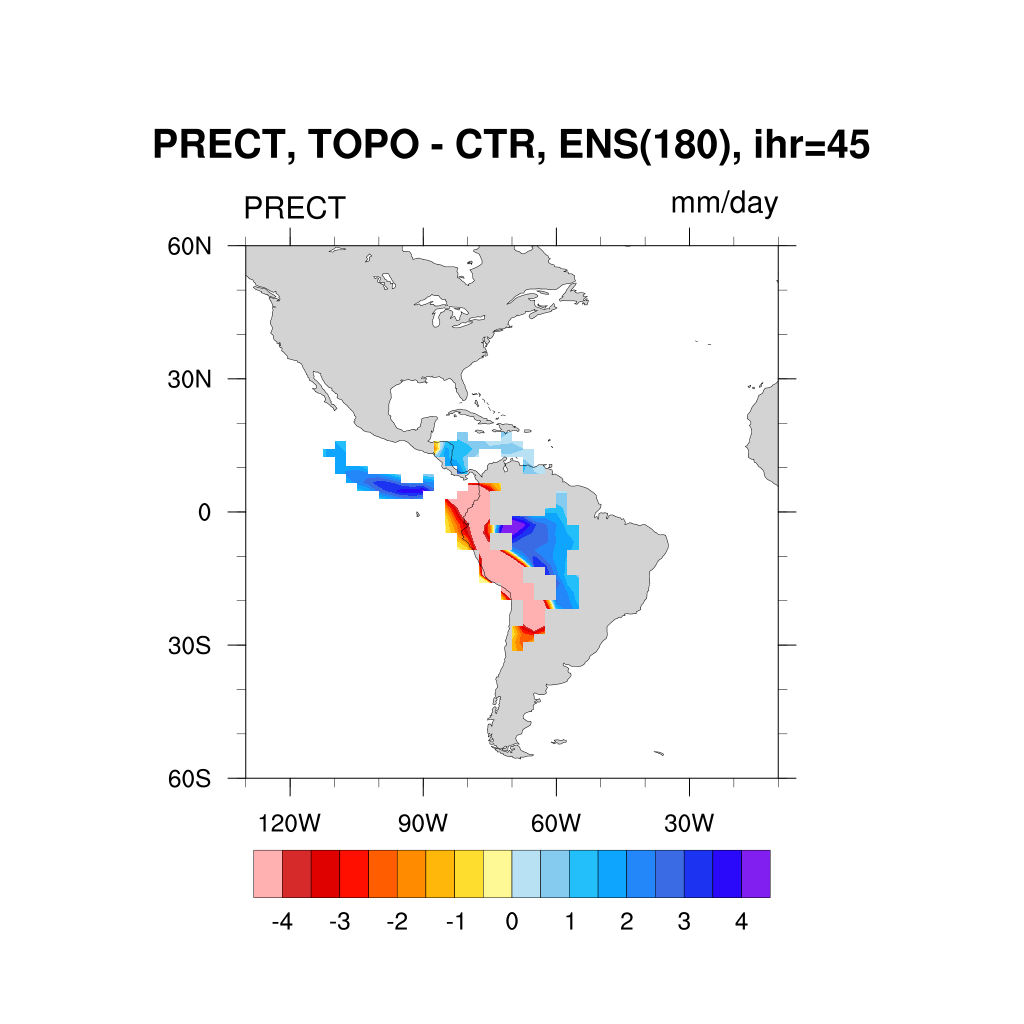 PRECT, TOPO - CTR, ENS(180), ihr=45
PRECT mm/day
60N
30N
0
30S
60S
120W 90W 60W 30W
-4 -3 -2 -1 0 1 2 3 4